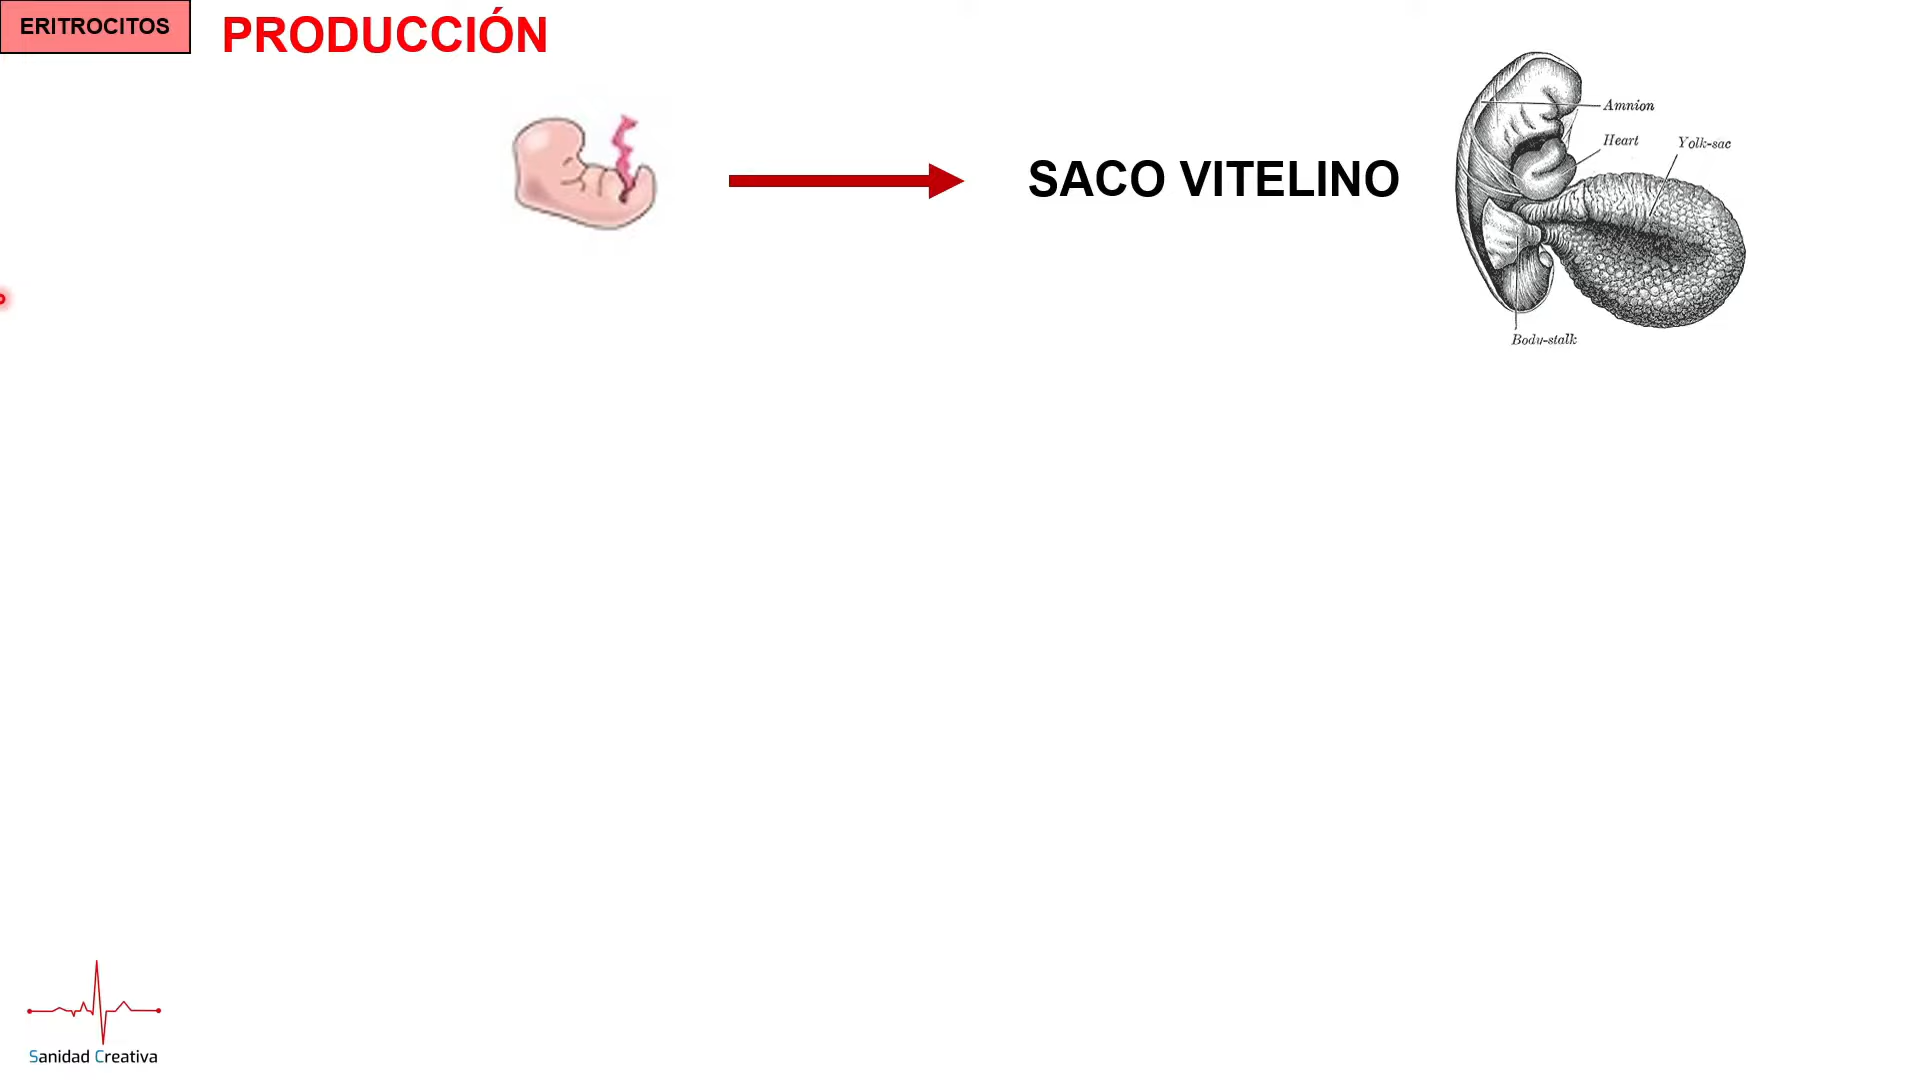 ERITROCITOS
PRODUCCIÓN
SACO VITELINO
Amnion
Heart
Yolk-sac
Body-stalk
Sanidad Creativa